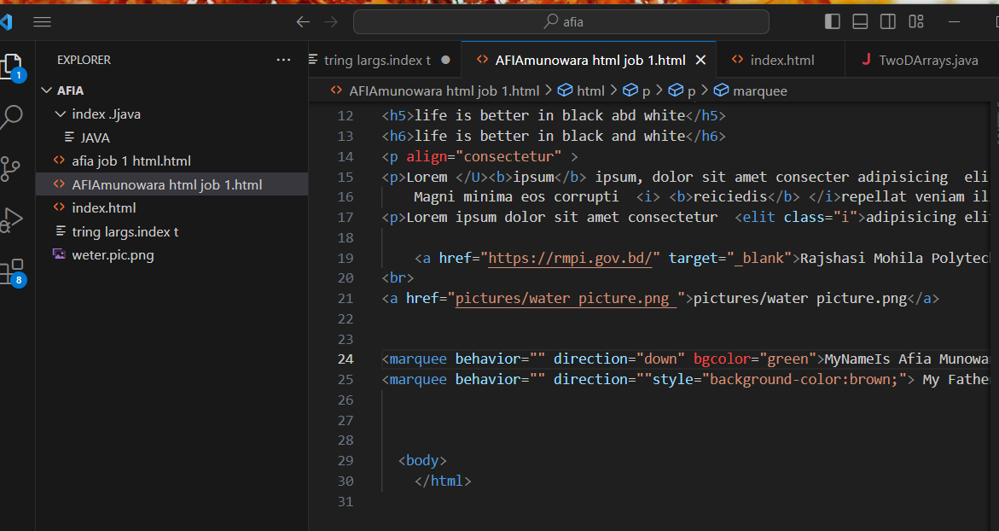 afia
EXPLORER
tring largs.index t
AFIAmunowara html job 1.html
index.html
TwoDArrays.java
1
AFIA
index .Jjava
JAVA
afia job 1 html.html
AFIAmunowara html job 1.html
index.html
tring largs.index t
weter.pic.png
8
AFIAmunowara html job 1.html > html > p > p > marquee
12 <h5>life is better in black abd white</h5>
13 <h6>life is better in black and white</h6>
14 <p align="consectetur" >
15 <p>Lorem </U><b>ipsum</b> ipsum, dolor sit amet consecter adipisicing eli
16 Magni minima eos corrupti <i> <b>reiciedis</b> </i>repellat veniam il
17 <p>Lorem ipsum dolor sit amet consectetur <elit class="i">adipisicing eli
18
19 <a href="https://rmpi.gov.bd/" target="_blank">Rajshasi Mohila Polytec
20 <br>
21 <a href="pictures/water picture.png ">pictures/water picture.png</a>
22
23
24 <marquee behavior="" direction="down" bgcolor="green">MyNameIs Afia Munowa
25 <marquee behavior="" direction=""style="background-color:brown;"> My Fathe
26
27
28
29 <body>
30 </html>
31